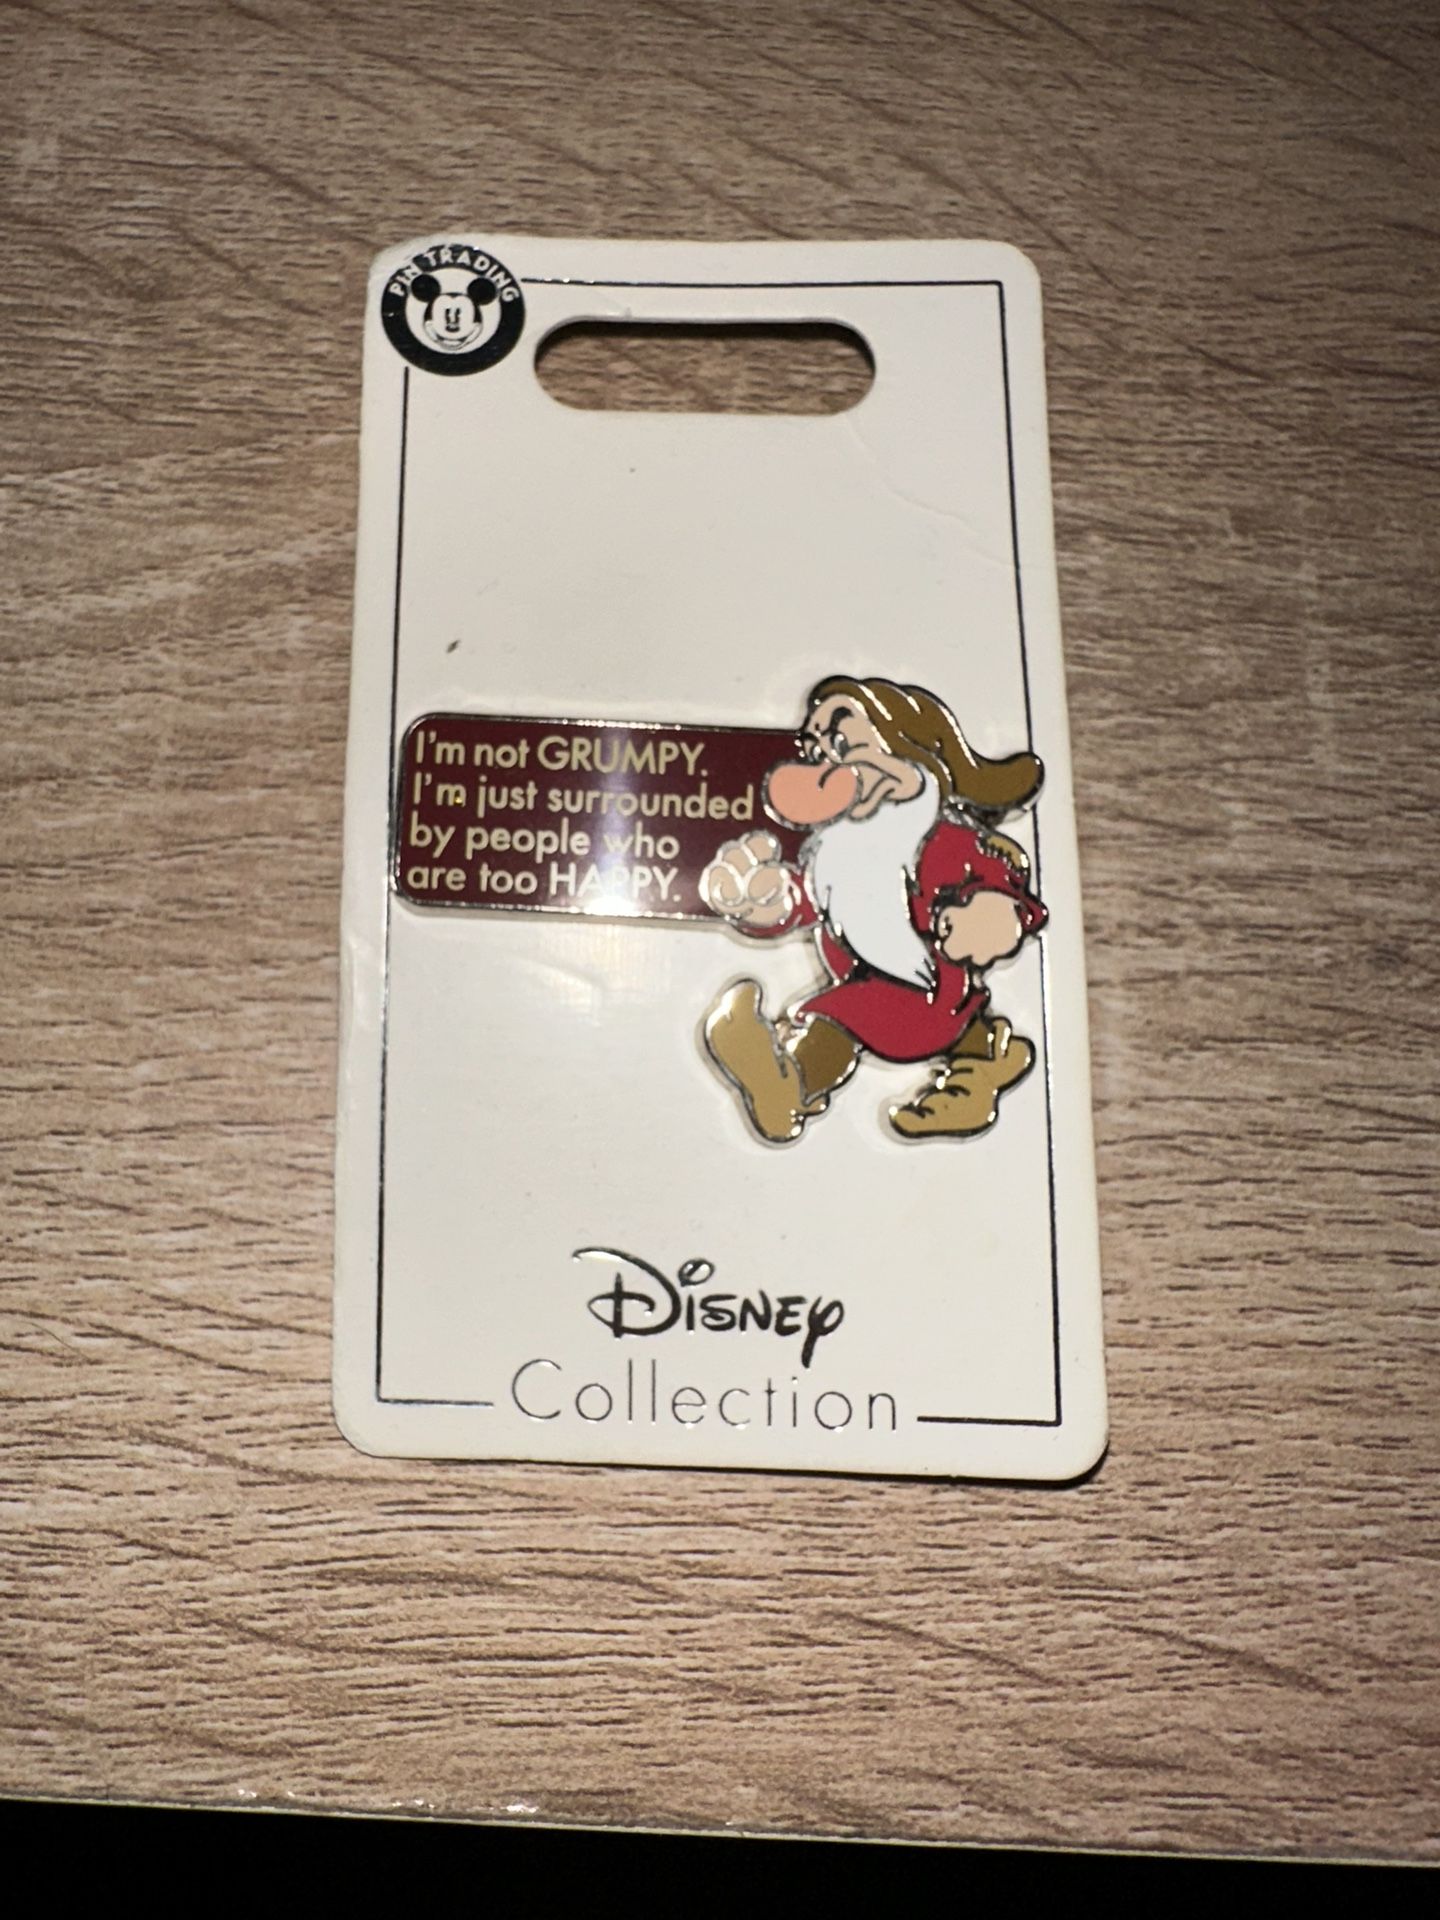 PIN TRADING
I'm not GRUMPY.
I'm just surrounded
by people who
are too HAPPY.
Disney
Collection